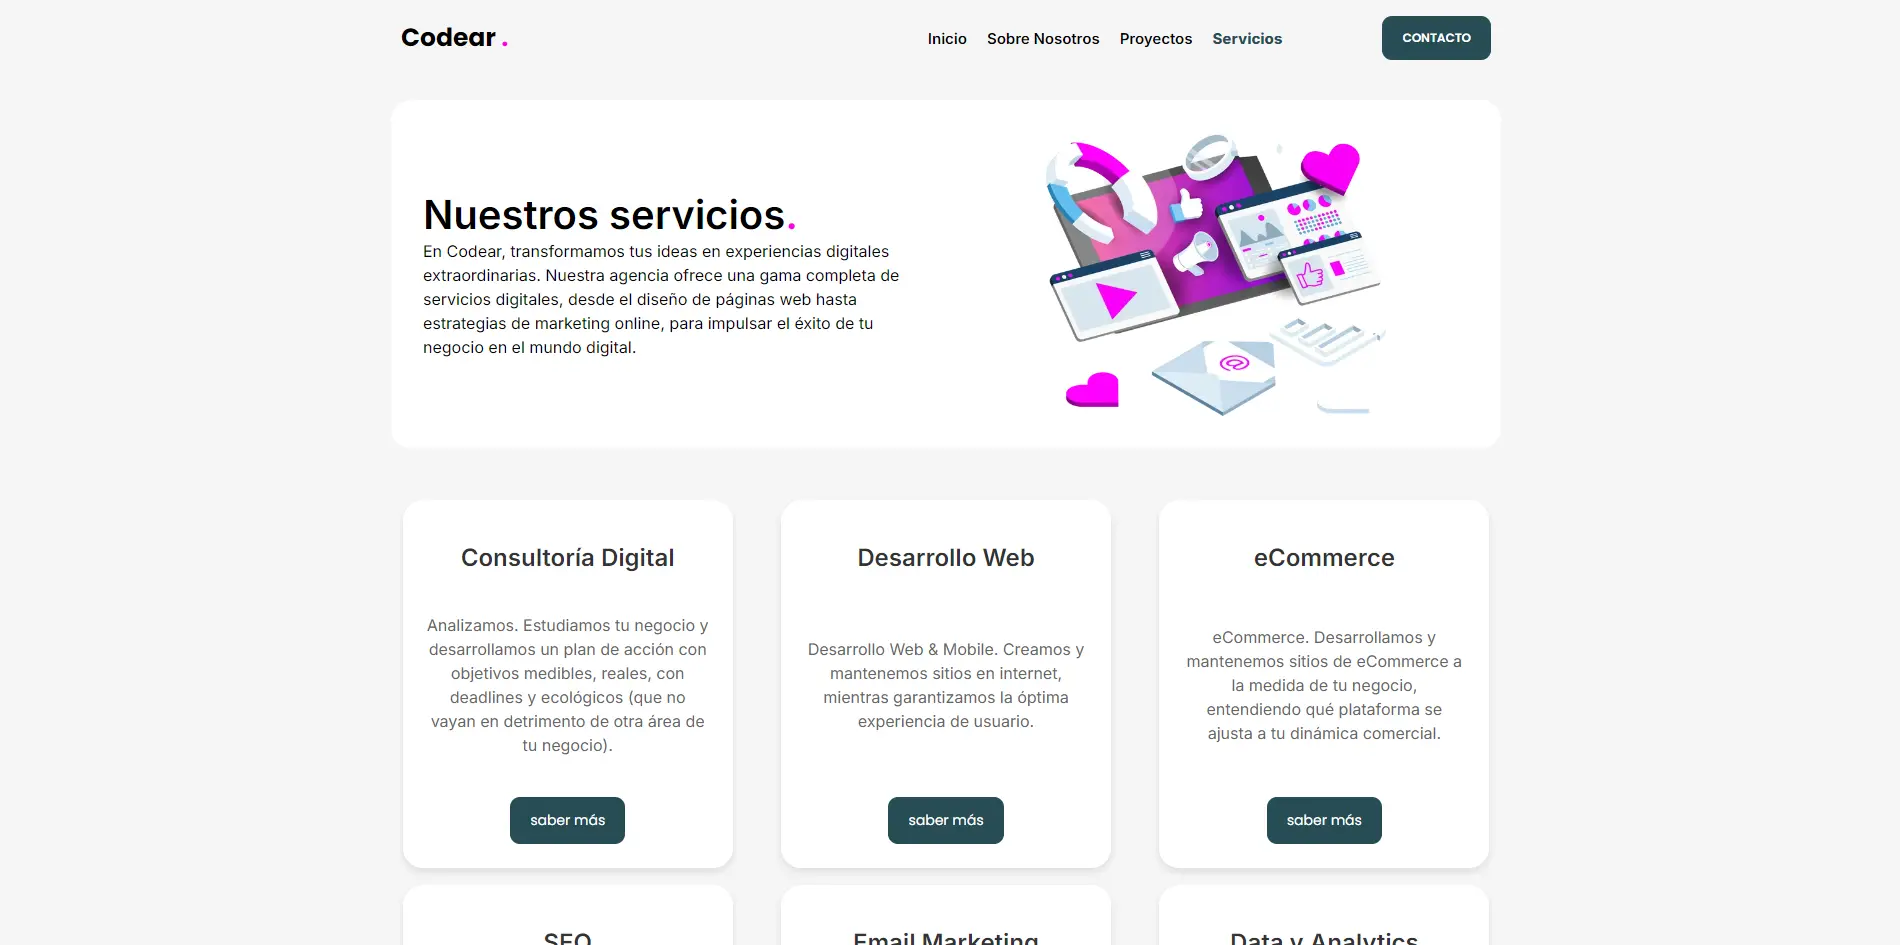 Codear .
Inicio
Sobre Nosotros
Proyectos
Servicios
CONTACTO
Nuestros servicios.
En Codear, transformamos tus ideas en experiencias digitales
extraordinarias. Nuestra agencia ofrece una gama completa de
servicios digitales, desde el diseño de páginas web hasta
estrategias de marketing online, para impulsar el éxito de tu
negocio en el mundo digital.
@
Consultoría Digital
Analizamos. Estudiamos tu negocio y
desarrollamos un plan de acción con
objetivos medibles, reales, con
deadlines y ecológicos (que no
vayan en detrimento de otra área de
tu negocio).
saber más
Desarrollo Web
Desarrollo Web & Mobile. Creamos y
mantenemos sitios en internet,
mientras garantizamos la óptima
experiencia de usuario.
saber más
eCommerce
eCommerce. Desarrollamos y
mantenemos sitios de eCommerce a
la medida de tu negocio,
entendiendo qué plataforma se
ajusta a tu dinámica comercial.
saber más
SEO
Email Marketing
Data y Analytics